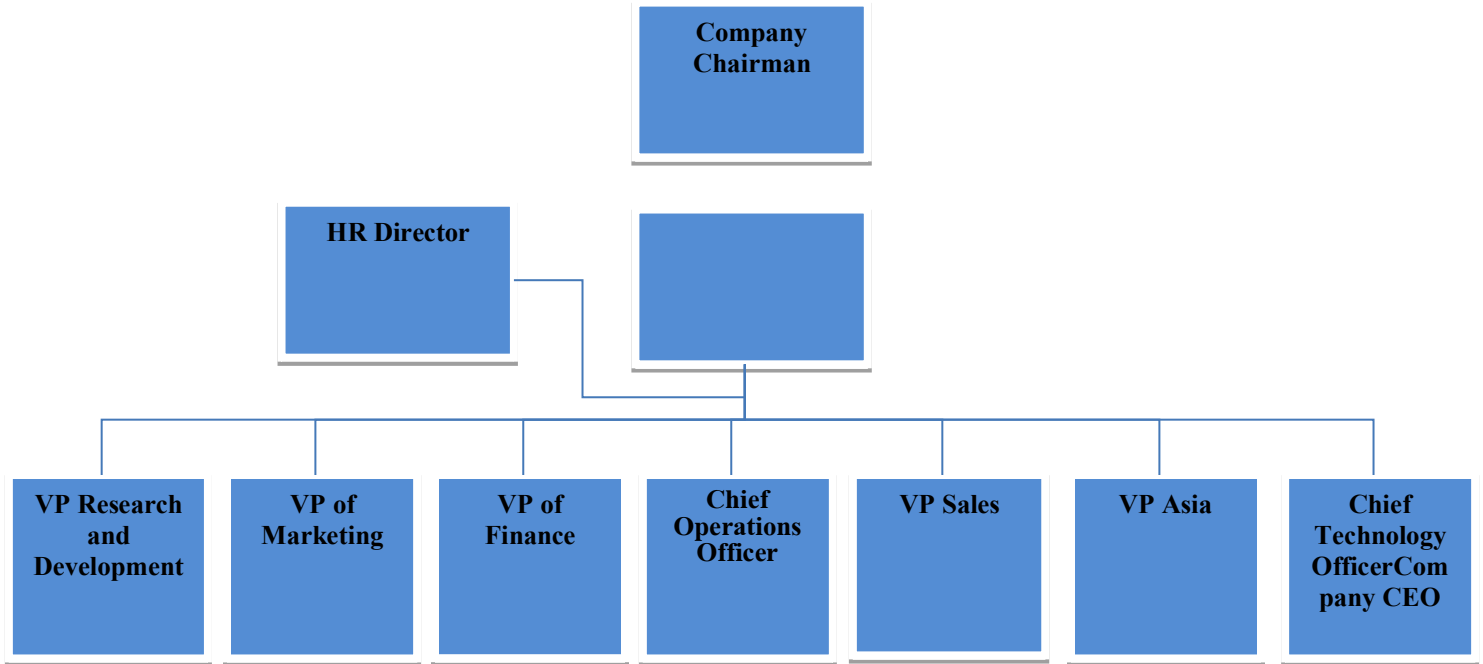 Company
Chairman
HR Director
VP Research
and
Development
VP of
Marketing
VP of
Finance
Chief
Operations
Officer
VP Sales
VP Asia
Chief
Technology
OfficerCom
pany CEO